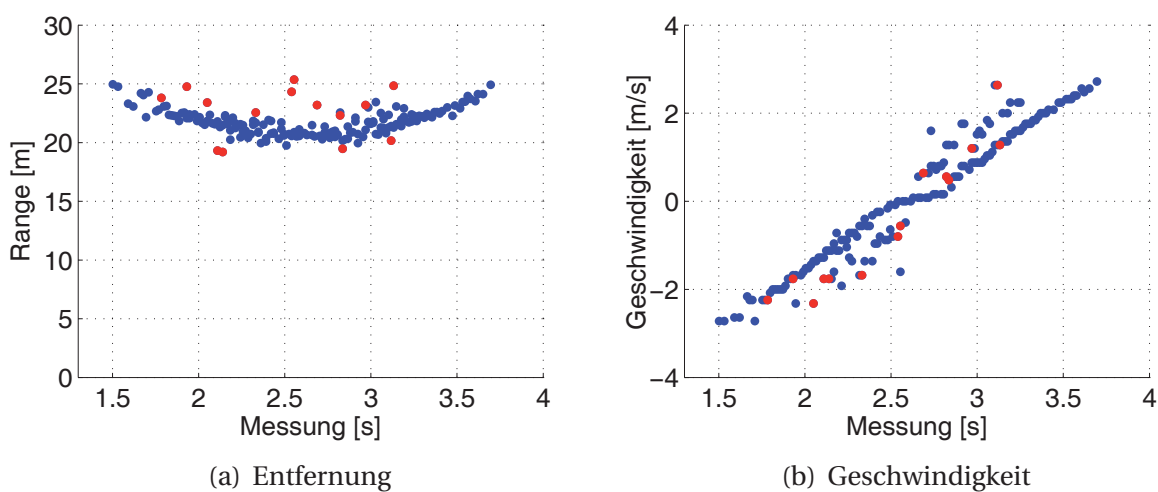 30
25
20
15
10
5
0
Range [m]
1.5 2 2.5 3 3.5 4
Messung [s]
(a) Entfernung
4
2
0
−2
−4
Geschwindigkeit [m/s]
1.5 2 2.5 3 3.5 4
Messung [s]
(b) Geschwindigkeit